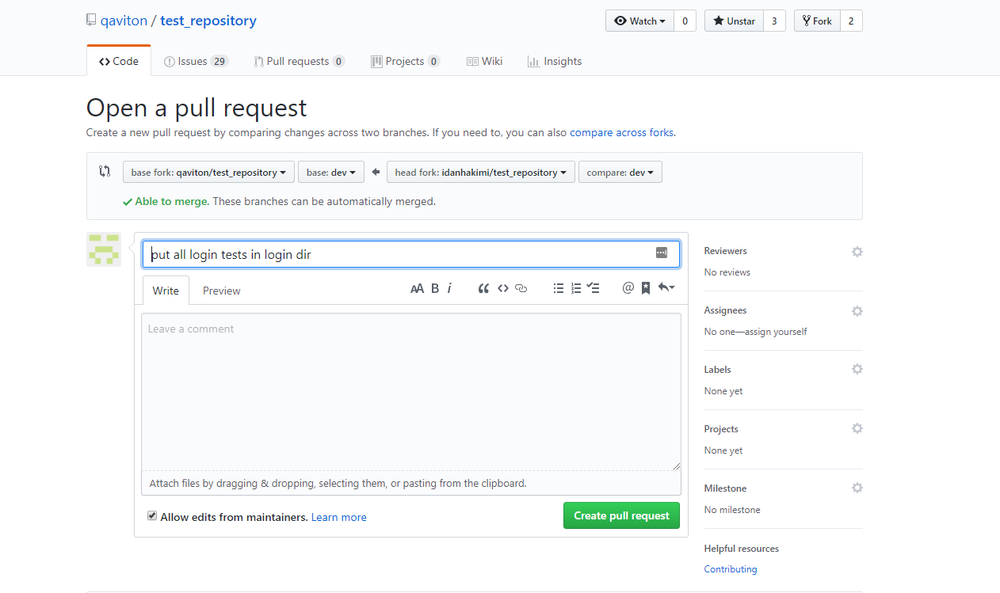 qaviton / test_repository
Watch 0 Unstar 3 Fork 2
Code Issues 29 Pull requests 0 Projects 0 Wiki Insights
Open a pull request
Create a new pull request by comparing changes across two branches. If you need to, you can also compare across forks.
base fork: qaviton/test_repository base: dev head fork: idanhakimi/test_repository compare: dev
Able to merge. These branches can be automatically merged.
put all login tests in login dir
Write Preview AA B i
Leave a comment
Attach files by dragging & dropping, selecting them, or pasting from the clipboard.
Allow edits from maintainers. Learn more Create pull request
Reviewers
No reviews
Assignees
No one—assign yourself
Labels
None yet
Projects
None yet
Milestone
No milestone
Helpful resources
Contributing